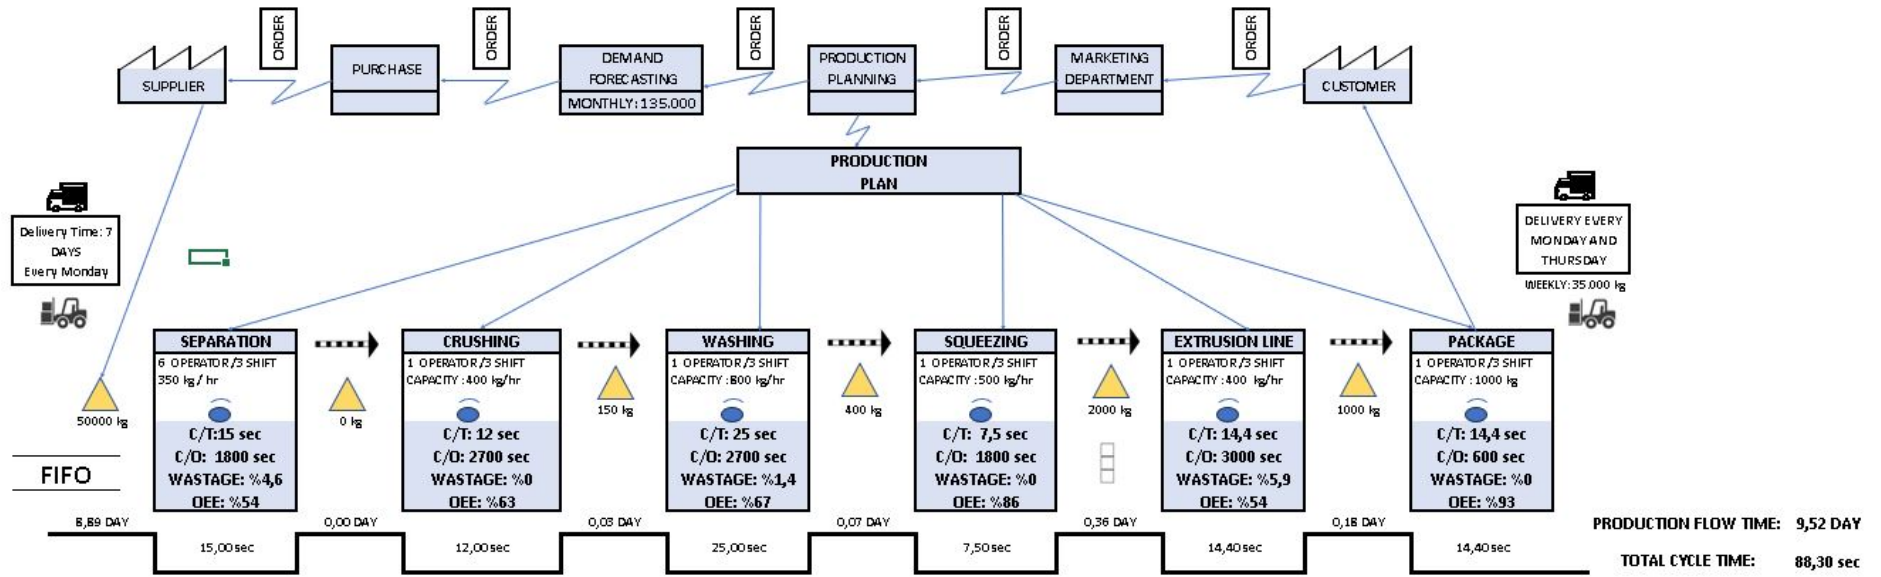 ORDER
ORDER
ORDER
ORDER
ORDER
SUPPLIER
PURCHASE
DEMAND
FORECASTING
MONTHLY: 135.000
PRODUCTION
PLANNING
MARKETING
DEPARTMENT
CUSTOMER
PRODUCTION
PLAN
Delivery Time: 7
DAYS
Every Monday
DELIVERY EVERY
MONDAY AND
THURSDAY
WEEKLY: 35.000 kg
SEPARATION
6 OPERATOR /3 SHIFT
350 kg/ hr
C/T:15 sec
C/O: 1800 sec
WASTAGE: %4,6
OEE: %54
CRUSHING
1 OPERATOR /3 SHIFT
CAPACITY :400 kg/hr
C/T: 12 sec
C/O: 2700 sec
WASTAGE: %0
OEE: %63
WASHING
1 OPERATOR /3 SHIFT
CAPACITY :800 kg/hr
C/T: 25 sec
C/O: 2700 sec
WASTAGE: %1,4
OEE: %67
SQUEEZING
1 OPERATOR /3 SHIFT
CAPACITY :500 kg/hr
C/T: 7,5 sec
C/O: 1800 sec
WASTAGE: %0
OEE: %86
EXTRUSION LINE
1 OPERATOR /3 SHIFT
CAPACITY :400 kg/hr
C/T: 14,4 sec
C/O: 3000 sec
WASTAGE: %5,9
OEE: %54
PACKAGE
1 OPERATOR /3 SHIFT
CAPACITY :1000 kg
C/T: 14,4 sec
C/O: 600 sec
WASTAGE: %0
OEE: %93
50000 kg
0 kg
150 kg
400 kg
2000 kg
1000 kg
FIFO
8,89 DAY
0,00 DAY
0,03 DAY
0,07 DAY
0,36 DAY
0,18 DAY
15,00sec
12,00sec
25,00sec
7,50sec
14,40sec
14,40sec
PRODUCTION FLOW TIME: 9,52 DAY
TOTAL CYCLE TIME: 88,30 sec